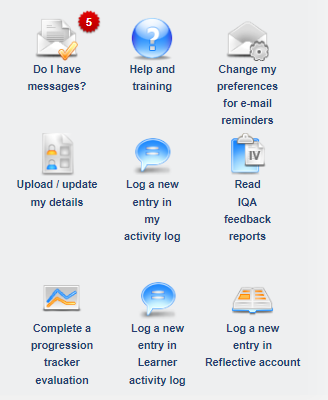 5
Do I have
messages?
Help and
training
Change my
preferences
for e-mail
reminders
Upload / update
my details
Log a new
entry in
my
activity log
IV
Read
IQA
feedback
reports
Complete a
progression
tracker
evaluation
Log a new
entry in
Learner
activity log
Log a new
entry in
Reflective account